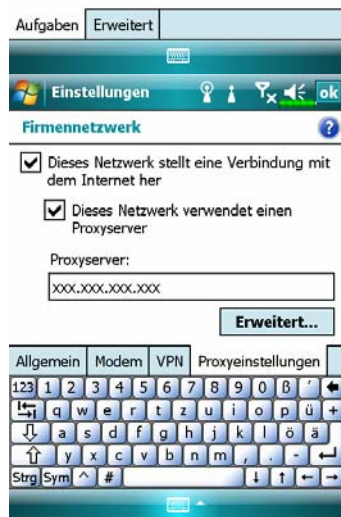 Aufgaben Erweitert
Einstellungen ok
Firmennetzwerk ?
Dieses Netzwerk stellt eine Verbindung mit
dem Internet her
Dieses Netzwerk verwendet einen
Proxyserver
Proxyserver:
xxx.xxx.xxx.xxx
Erweitert...
Allgemein Modem VPN Proxyeinstellungen
123 1 2 3 4 5 6 7 8 9 0 ß ´
q w e r t z u i o p ü +
a s d f g h j k l ö ä
y x c v b n m , . -
Strg Sym ^ #